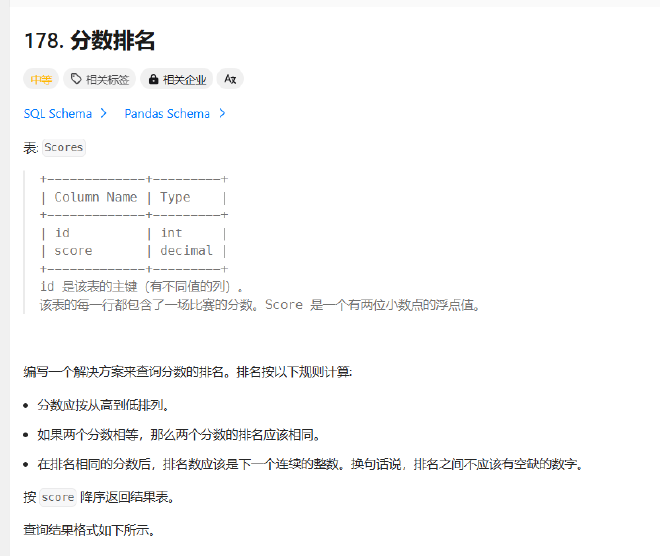 178. 分数排名
中等 相关标签 相关企业 Aあ
SQL Schema > Pandas Schema >
表: Scores
+-------------+---------+
| Column Name | Type    |
+-------------+---------+
| id          | int     |
| score       | decimal |
+-------------+---------+
id 是该表的主键（有不同值的列）。
该表的每一行都包含了一场比赛的分数。Score 是一个有两位小数点的浮点值。
编写一个解决方案来查询分数的排名。排名按以下规则计算:
• 分数应按从高到低排列。
• 如果两个分数相等，那么两个分数的排名应该相同。
• 在排名相同的分数后，排名数应该是下一个连续的整数。换句话说，排名之间不应该有空缺的数字。
按 score 降序返回结果表。
查询结果格式如下所示。